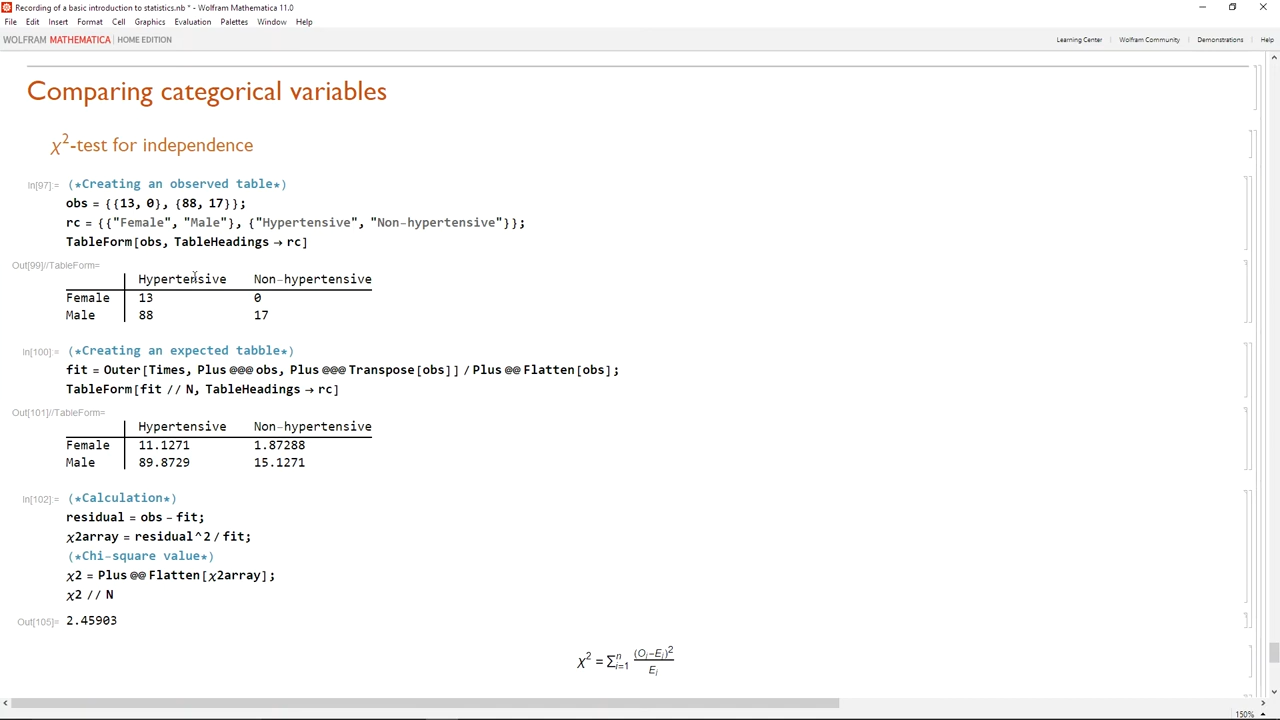 Recording of a basic introduction to statistics.nb * - Wolfram Mathematica 11.0
File Edit Insert Format Cell Graphics Evaluation Palettes Window Help
WOLFRAM MATHEMATICA | HOME EDITION Learning Center | Wolfram Community | Demonstrations | Help
Comparing categorical variables
χ²-test for independence
In[97]:= (*Creating an observed table*)
obs = {{13, 0}, {88, 17}};
rc = {{"Female", "Male"}, {"Hypertensive", "Non-hypertensive"}};
TableForm[obs, TableHeadings → rc]
Out[99]//TableForm=
Hypertensive Non-hypertensive
Female 13 0
Male 88 17
In[100]:= (*Creating an expected tabble*)
fit = Outer[Times, Plus @@@ obs, Plus @@@ Transpose[obs]] / Plus @@ Flatten[obs];
TableForm[fit // N, TableHeadings → rc]
Out[101]//TableForm=
Hypertensive Non-hypertensive
Female 11.1271 1.87288
Male 89.8729 15.1271
In[102]:= (*Calculation*)
residual = obs - fit;
χ2array = residual^2 / fit;
(*Chi-square value*)
χ2 = Plus @@ Flatten[χ2array];
χ2 // N
Out[105]= 2.45903
χ² = Σⁿᵢ₌₁ (Oᵢ-Eᵢ)²/Eᵢ
150%